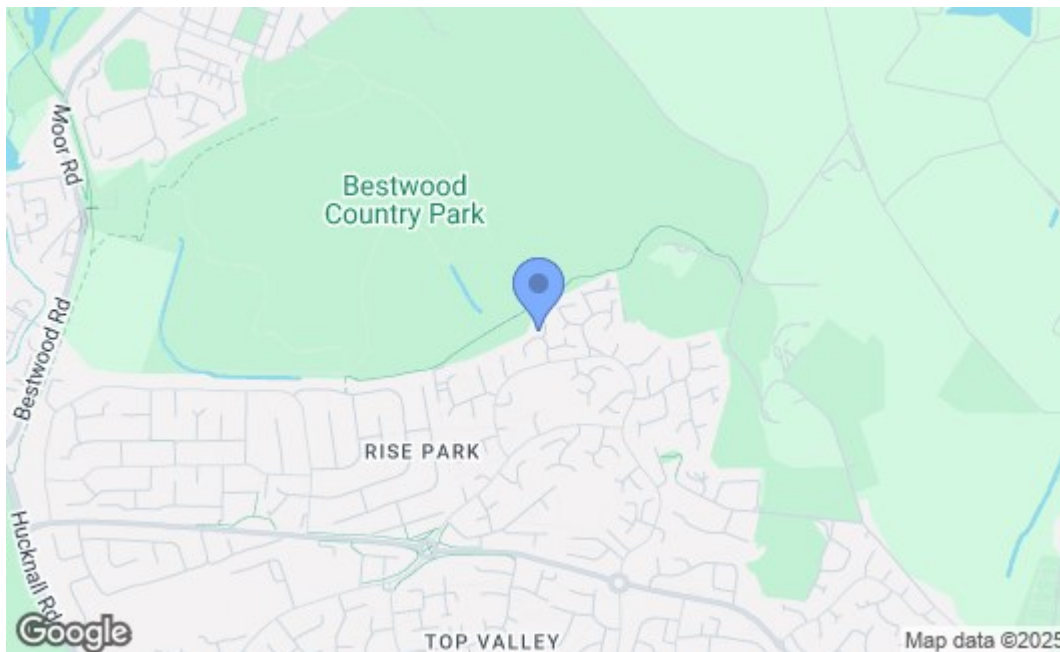 Moor Rd
Bestwood
Country Park
Bestwood Rd
RISE PARK
Hucknall Rd
TOP VALLEY
Google
Map data ©2025